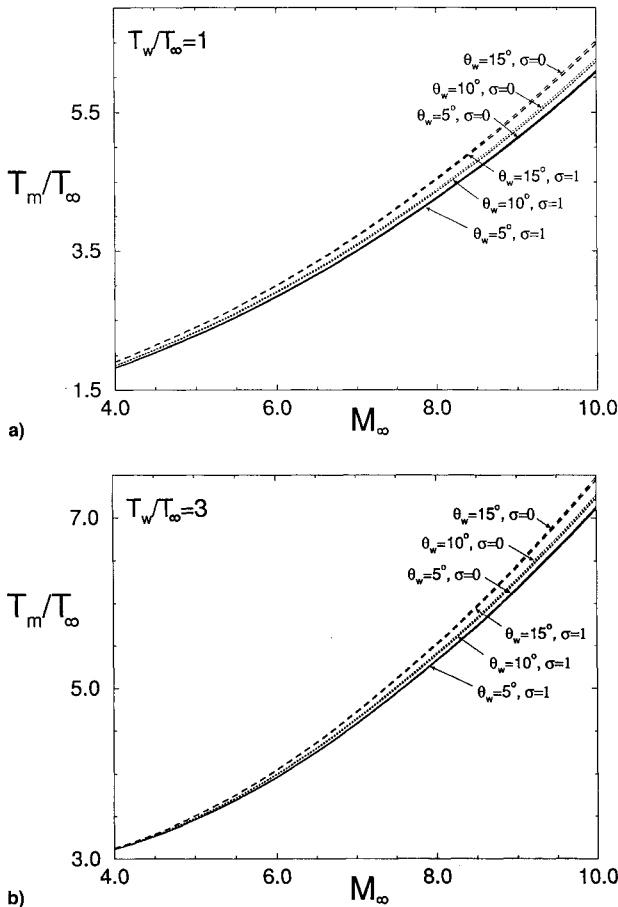 T_w/T_∞=1
θ_w=15°, σ=0
θ_w=10°, σ=0
θ_w=5°, σ=0
5.5
T_m/T_∞
θ_w=15°, σ=1
θ_w=10°, σ=1
θ_w=5°, σ=1
3.5
1.5
4.0 6.0 8.0 10.0
M_∞
a)
T_w/T_∞=3
7.0
θ_w=15°, σ=0
θ_w=10°, σ=0
θ_w=5°, σ=0
T_m/T_∞
θ_w=15°, σ=1
5.0
θ_w=10°, σ=1
θ_w=5°, σ=1
3.0
4.0 6.0 8.0 10.0
M_∞
b)